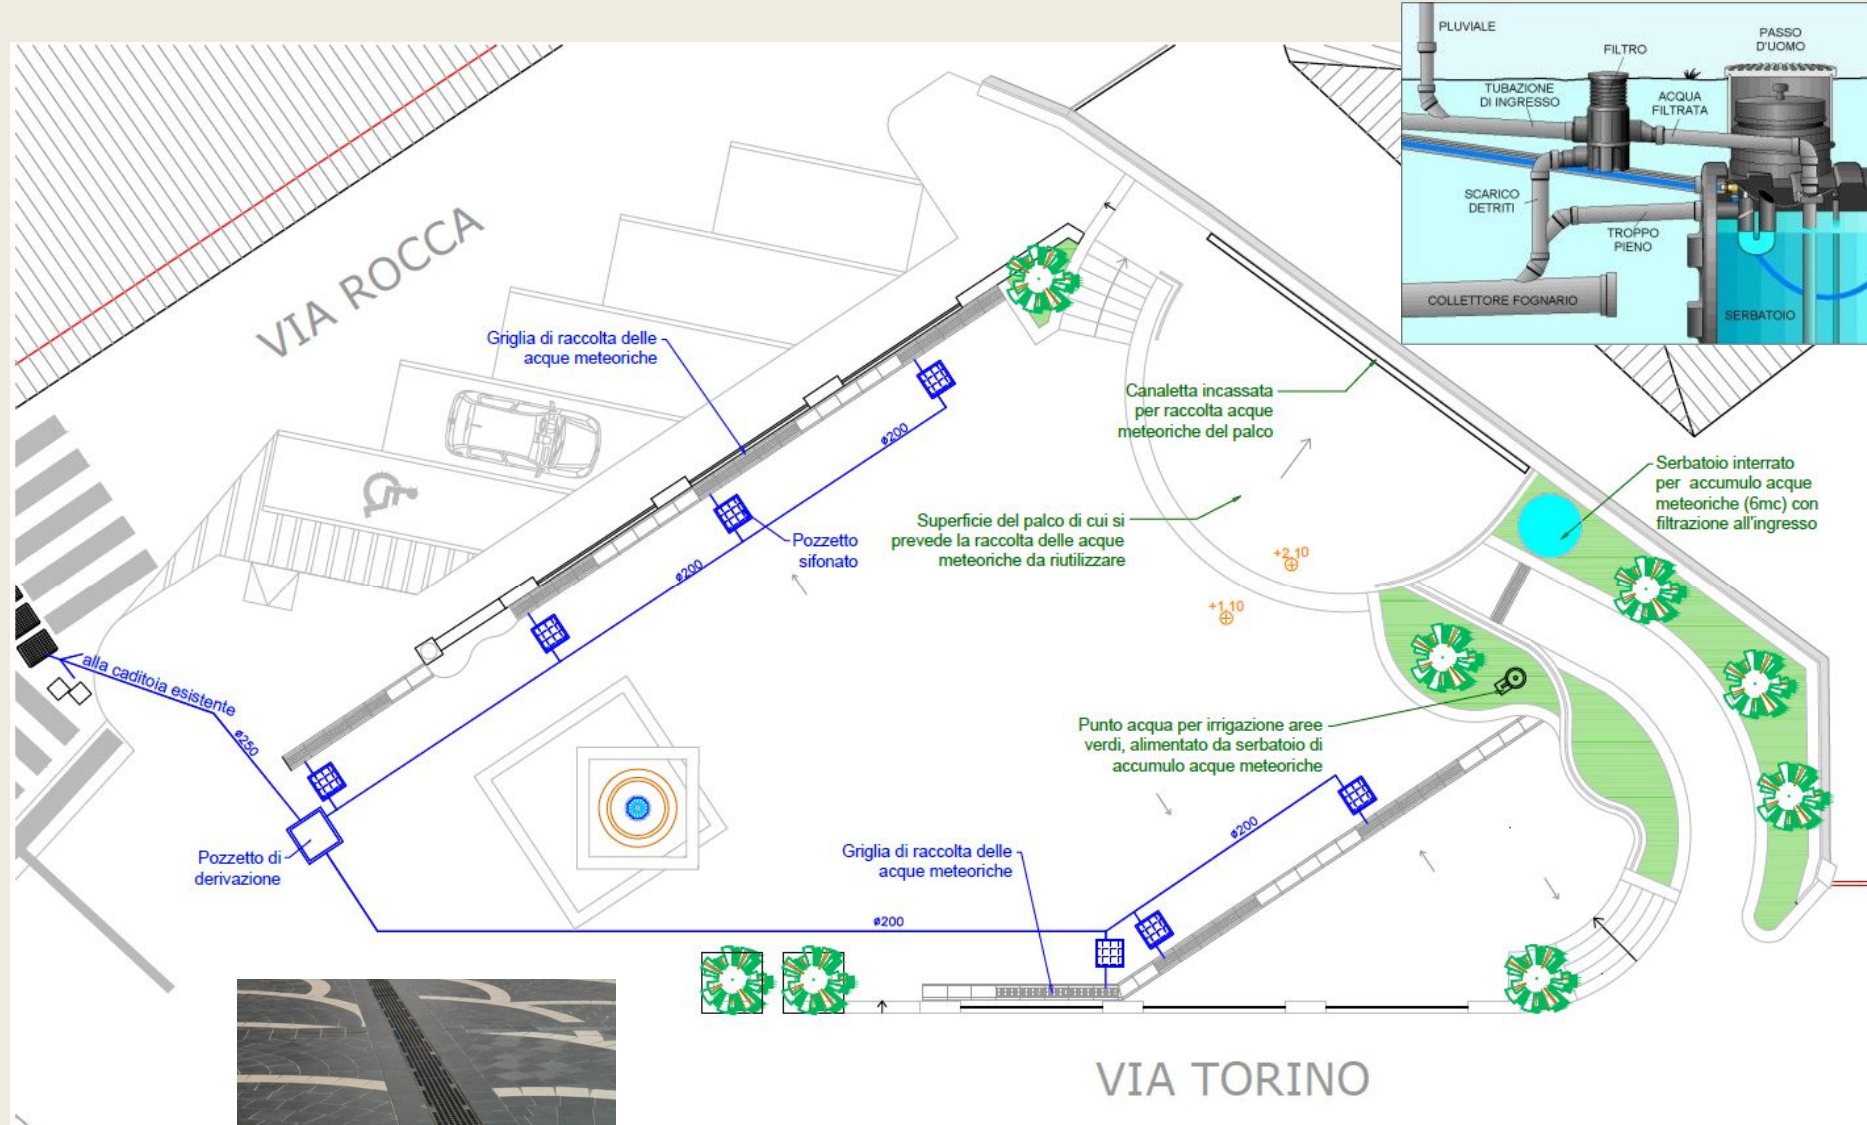 PLUVIALE
FILTRO
PASSO
D'UOMO
TUBAZIONE
DI INGRESSO
ACQUA
FILTRATA
SCARICO
DETRITI
TROPPO
PIENO
COLLETTORE FOGNARIO
SERBATOIO
VIA ROCCA
Griglia di raccolta delle
acque meteoriche
Canaletta incassata
per raccolta acque
meteoriche del palco
ø200
Serbatoio interrato
per accumulo acque
meteoriche (6mc) con
filtrazione all'ingresso
Superficie del palco di cui si
prevede la raccolta delle acque
meteoriche da riutilizzare
Pozzetto
sifonato
+2.10
ø200
+1.10
alla caditoia esistente
ø250
Punto acqua per irrigazione aree
verdi, alimentato da serbatoio di
accumulo acque meteoriche
ø200
Pozzetto di
derivazione
Griglia di raccolta delle
acque meteoriche
ø200
VIA TORINO